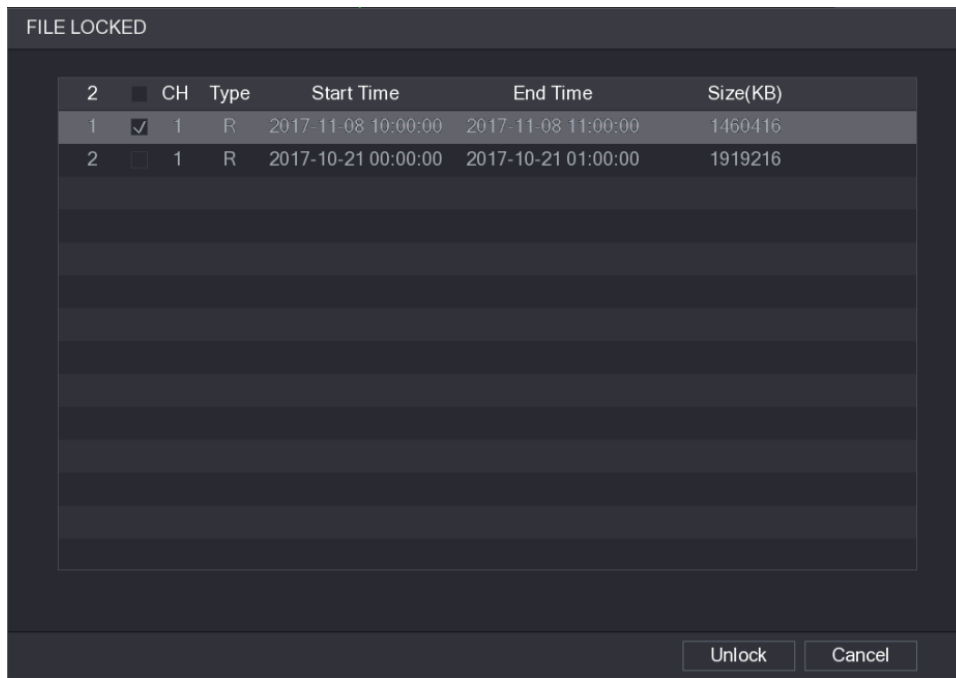 FILE LOCKED
2 CH Type Start Time End Time Size(KB)
1 1 R 2017-11-08 10:00:00 2017-11-08 11:00:00 1460416
2 1 R 2017-10-21 00:00:00 2017-10-21 01:00:00 1919216
Unlock Cancel